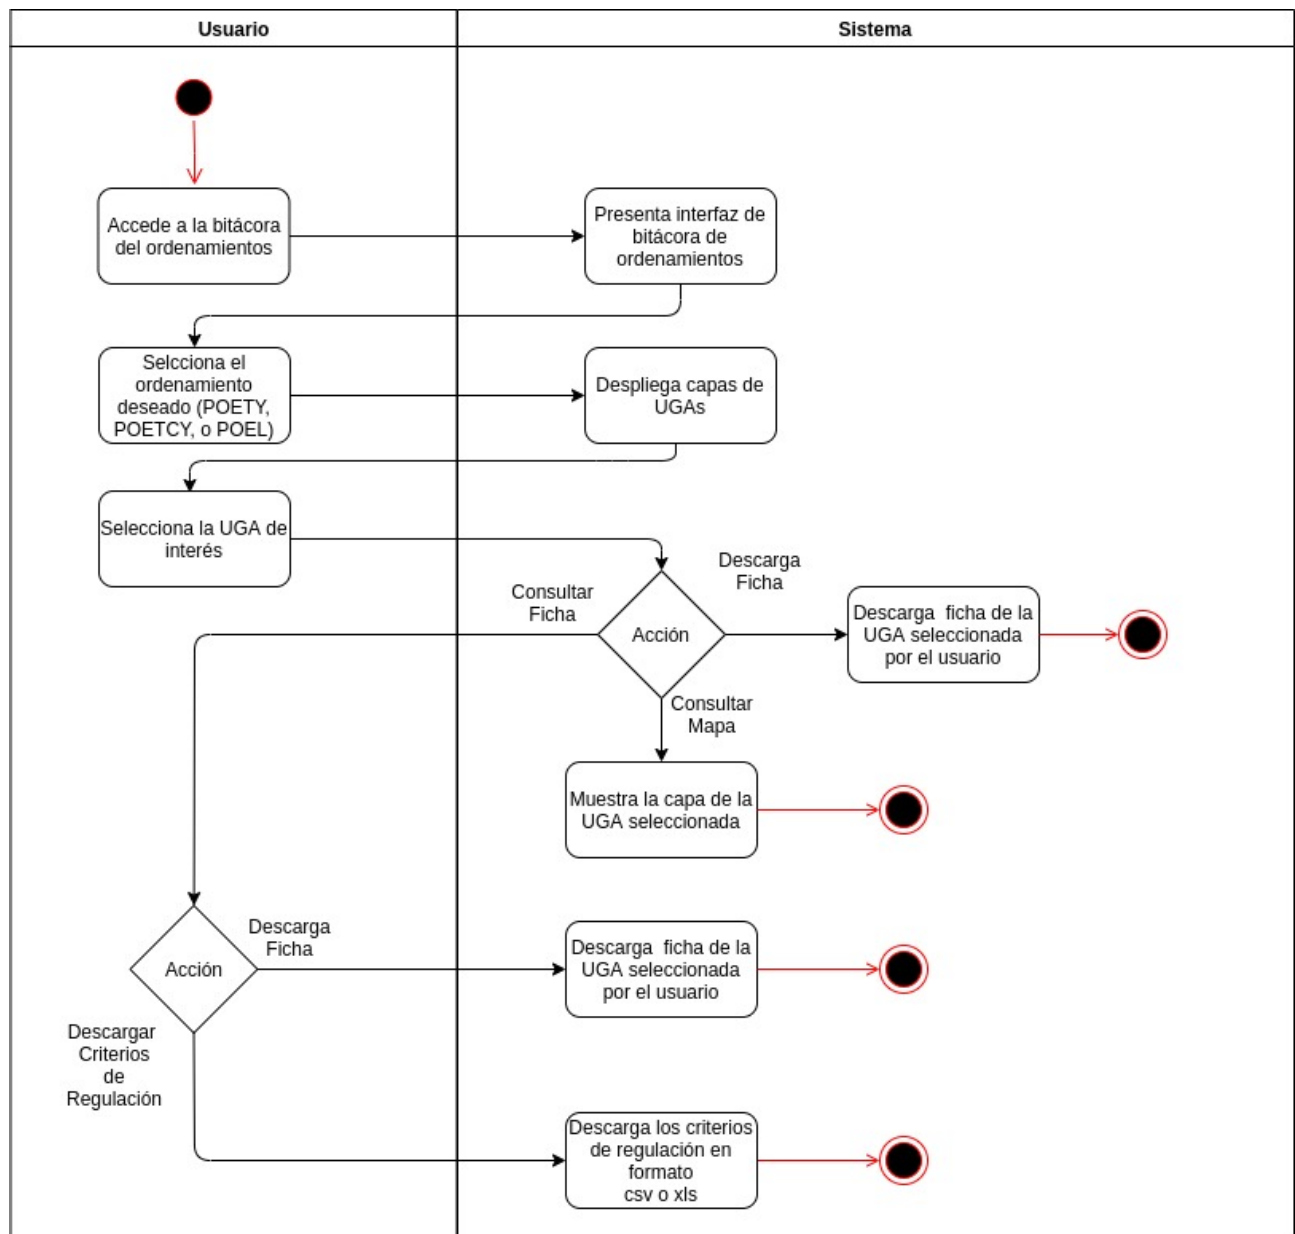 Usuario
Sistema
Accede a la bitácora
del ordenamientos
Presenta interfaz de
bitácora de
ordenamientos
Selcciona el
ordenamiento
deseado (POETY,
POETCY, o POEL)
Despliega capas de
UGAs
Selecciona la UGA de
interés
Consultar
Ficha
Acción
Descarga
Ficha
Descarga ficha de la
UGA seleccionada
por el usuario
Consultar
Mapa
Muestra la capa de la
UGA seleccionada
Acción
Descarga
Ficha
Descarga ficha de la
UGA seleccionada
por el usuario
Descargar
Criterios
de
Regulación
Descarga los criterios
de regulación en
formato
csv o xls